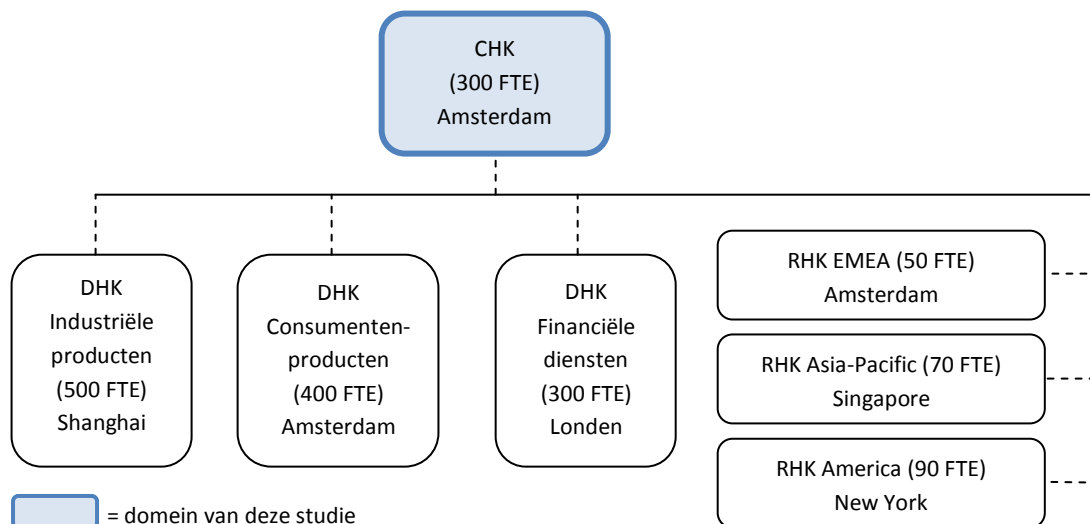 CHK
(300 FTE)
Amsterdam
DHK
Industriële
producten
(500 FTE)
Shanghai
DHK
Consumenten-
producten
(400 FTE)
Amsterdam
DHK
Financiële
diensten
(300 FTE)
Londen
RHK EMEA (50 FTE)
Amsterdam
RHK Asia-Pacific (70 FTE)
Singapore
RHK America (90 FTE)
New York
= domein van deze studie